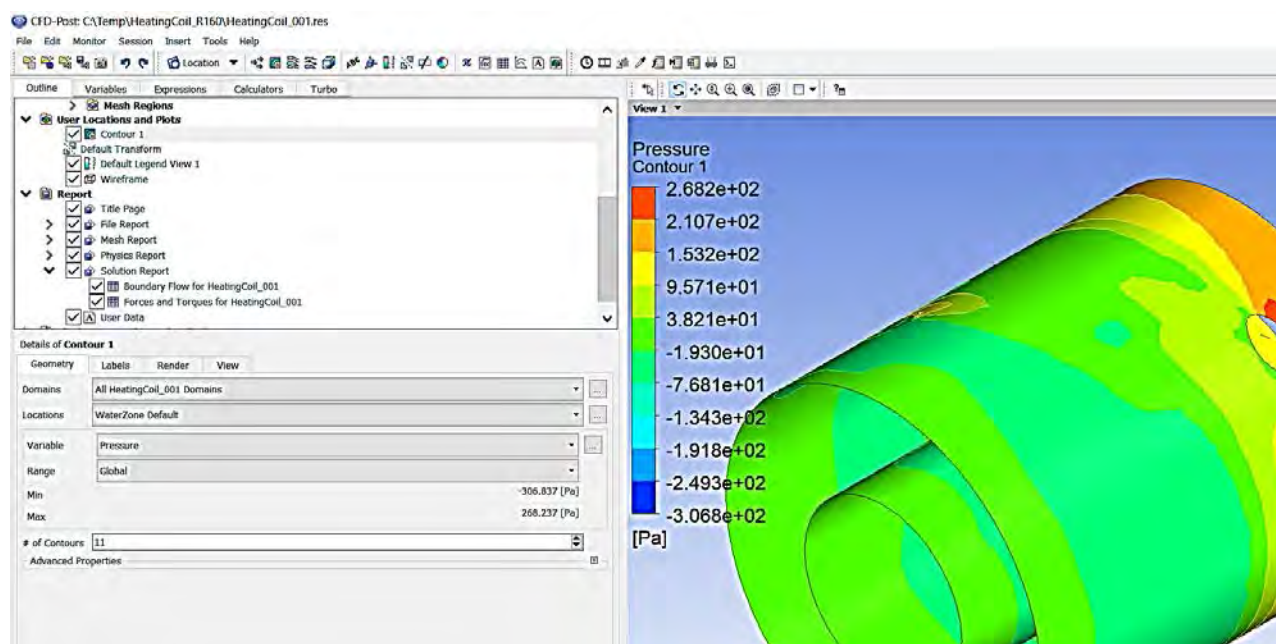 CFD-Post: C:\Temp\HeatingCoil_R160\HeatingCoil_001.res
File Edit Monitor Session Insert Tools Help
Location
Outline Variables Expressions Calculators Turbo
Mesh Regions
User Locations and Plots
Contour 1
Default Transform
Default Legend View 1
Wireframe
Report
Title Page
File Report
Mesh Report
Physics Report
Solution Report
Boundary Flow for HeatingCoil_001
Forces and Torques for HeatingCoil_001
User Data
Details of Contour 1
Geometry Labels Render View
Domains All HeatingCoil_001 Domains
Locations WaterZone Default
Variable Pressure
Range Global
Min -306.837 [Pa]
Max 268.237 [Pa]
# of Contours 11
Advanced Properties
View 1
Pressure
Contour 1
2.682e+02
2.107e+02
1.532e+02
9.571e+01
3.821e+01
-1.930e+01
-7.681e+01
-1.343e+02
-1.918e+02
-2.493e+02
-3.068e+02
[Pa]